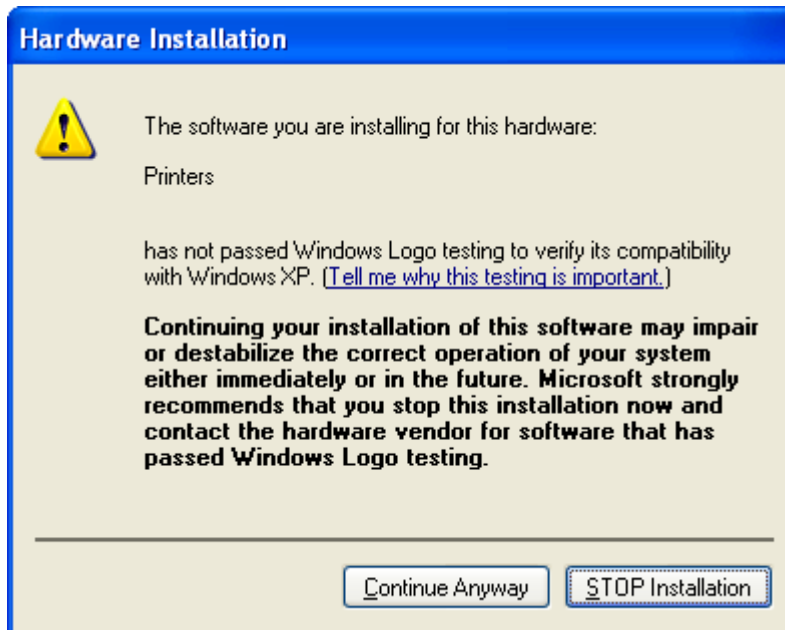 Hardware Installation
The software you are installing for this hardware:
Printers
has not passed Windows Logo testing to verify its compatibility
with Windows XP. (Tell me why this testing is important.)
Continuing your installation of this software may impair
or destabilize the correct operation of your system
either immediately or in the future. Microsoft strongly
recommends that you stop this installation now and
contact the hardware vendor for software that has
passed Windows Logo testing.
Continue Anyway
STOP Installation